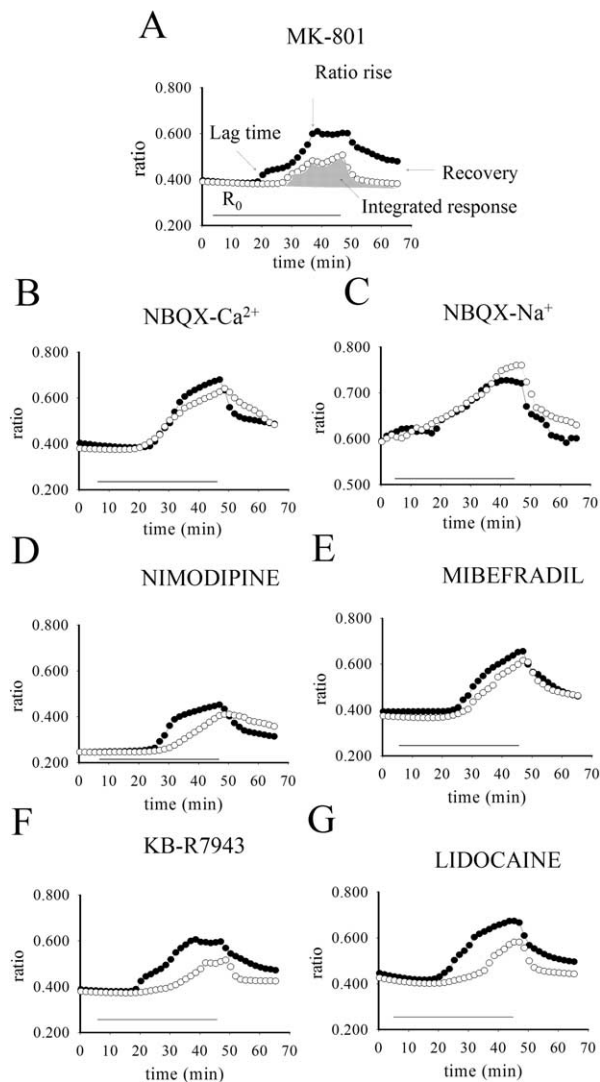 A
MK-801
Ratio rise
0.800
0.600
Lag time
ratio
0.400
Recovery
R0
Integrated response
0.200
0 10 20 30 40 50 60 70
time (min)
B
NBQX-Ca2+
0.800
0.600
ratio
0.400
0.200
0 10 20 30 40 50 60 70
time (min)
C
NBQX-Na+
0.800
0.700
ratio
0.600
0.500
0 10 20 30 40 50 60 70
time (min)
D
NIMODIPINE
0.800
0.600
ratio
0.400
0.200
0 10 20 30 40 50 60 70
time (min)
E
MIBEFRADIL
0.800
0.600
ratio
0.400
0.200
0 10 20 30 40 50 60 70
time (min)
F
KB-R7943
0.800
0.600
ratio
0.400
0.200
0 10 20 30 40 50 60 70
time (min)
G
LIDOCAINE
0.800
0.600
ratio
0.400
0.200
0 10 20 30 40 50 60 70
time (min)